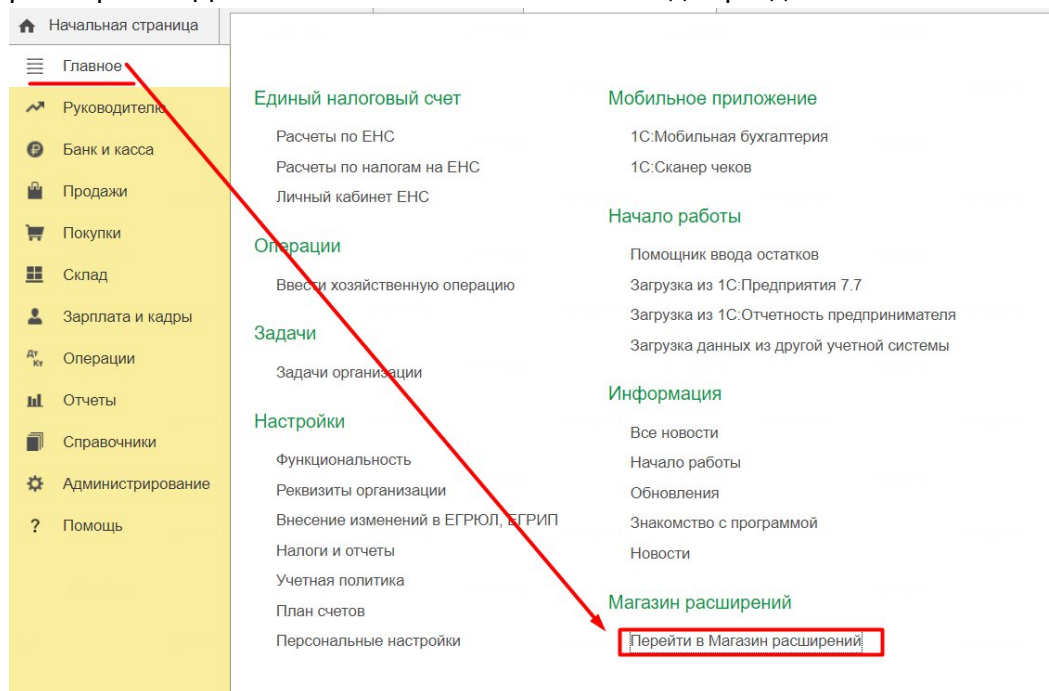 Начальная страница
Главное
Руководителю
Банк и касса
Продажи
Покупки
Склад
Зарплата и кадры
Дт Кт Операции
Отчеты
Справочники
Администрирование
? Помощь
Единый налоговый счет
Расчеты по ЕНС
Расчеты по налогам на ЕНС
Личный кабинет ЕНС
Операции
Ввести хозяйственную операцию
Задачи
Задачи организации
Настройки
Функциональность
Реквизиты организации
Внесение изменений в ЕГРЮЛ, ЕГРИП
Налоги и отчеты
Учетная политика
План счетов
Персональные настройки
Мобильное приложение
1С:Мобильная бухгалтерия
1С:Сканер чеков
Начало работы
Помощник ввода остатков
Загрузка из 1С:Предприятия 7.7
Загрузка из 1С:Отчетность предпринимателя
Загрузка данных из другой учетной системы
Информация
Все новости
Начало работы
Обновления
Знакомство с программой
Новости
Магазин расширений
Перейти в Магазин расширений